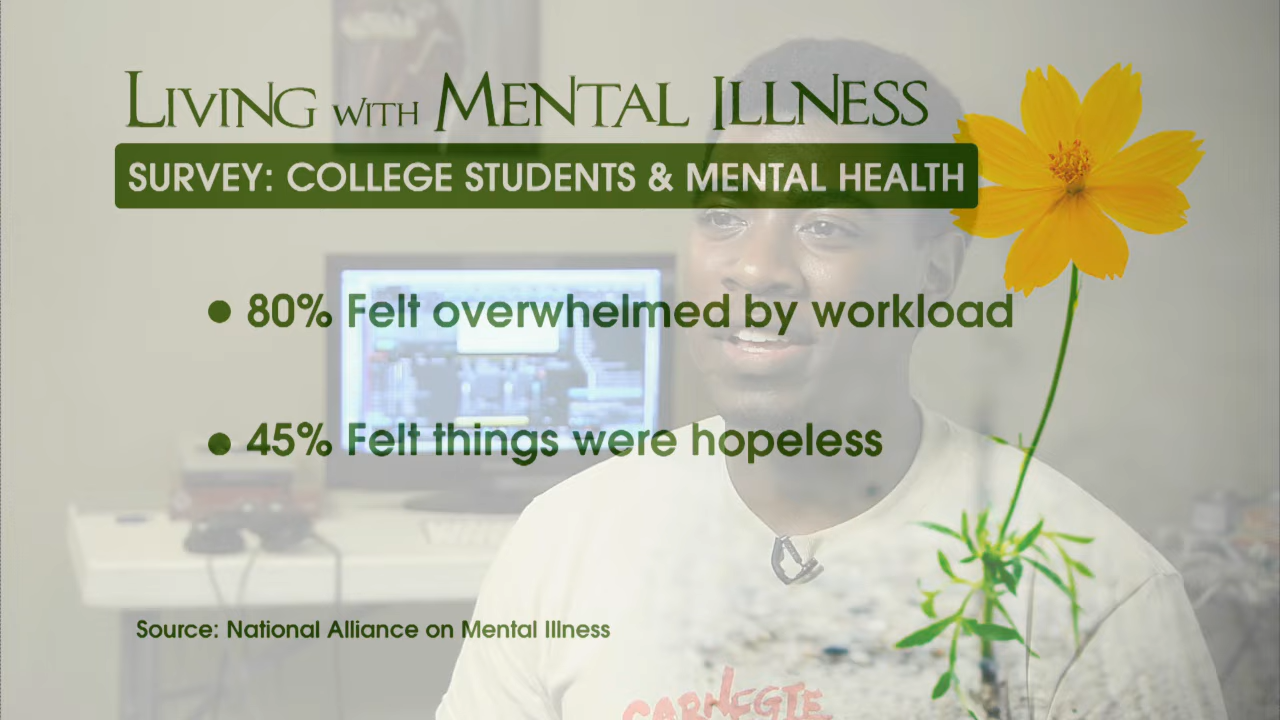 LIVING WITH MENTAL ILLNESS
SURVEY: COLLEGE STUDENTS & MENTAL HEALTH
• 80% Felt overwhelmed by workload
• 45% Felt things were hopeless
Source: National Alliance on Mental Illness
CARNEGIE